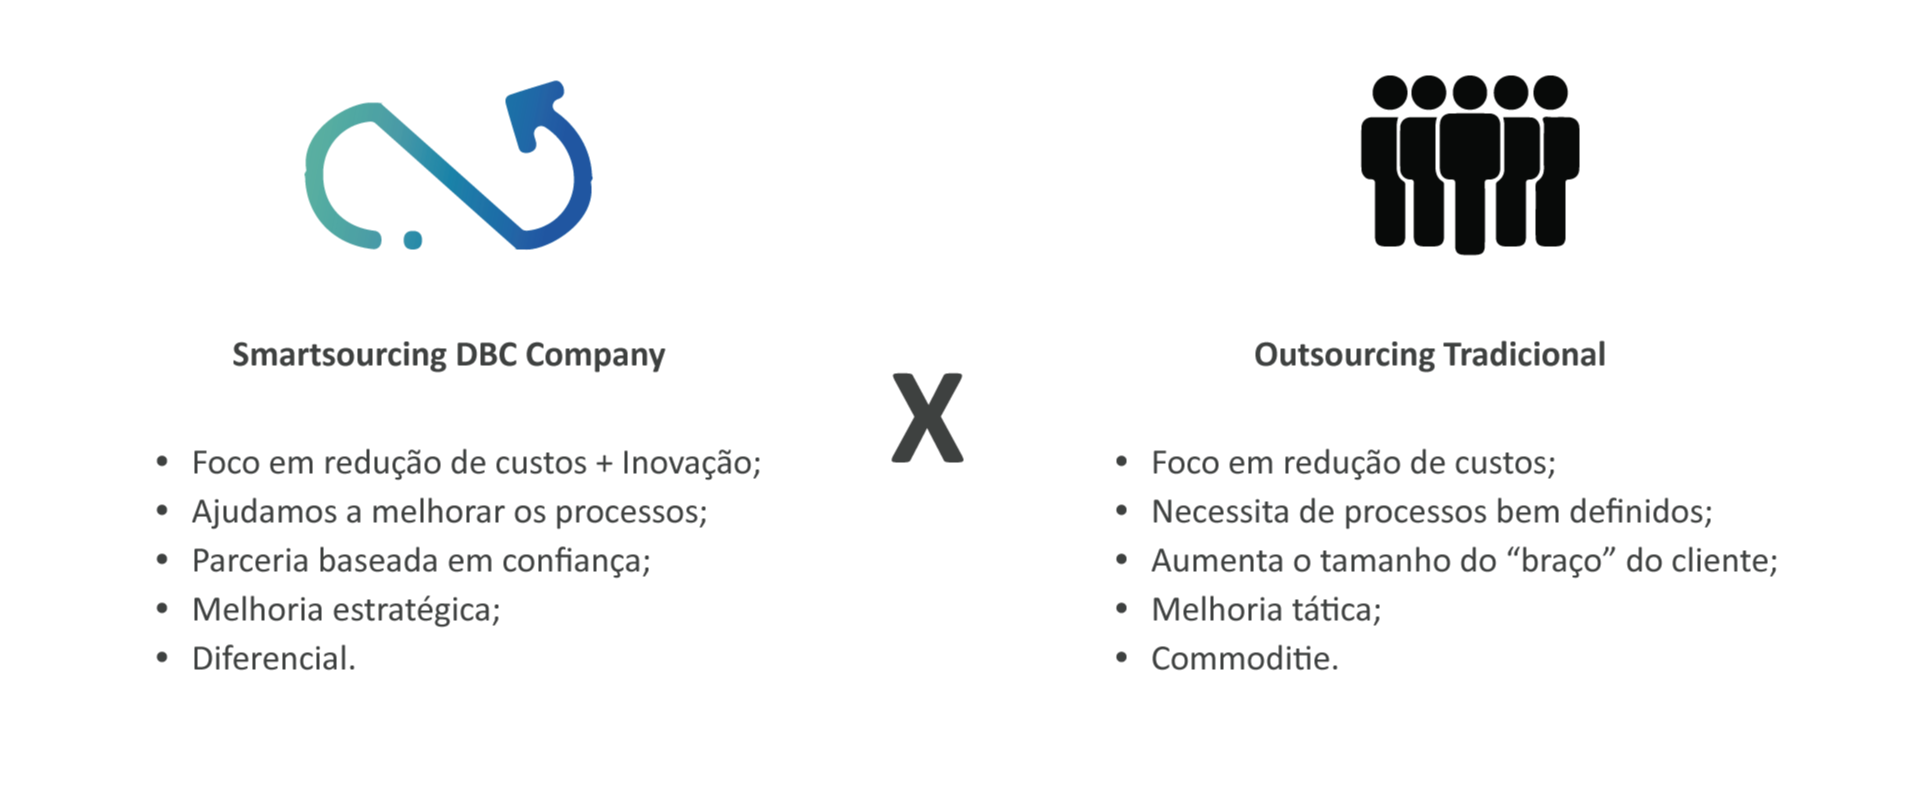 Smartsourcing DBC Company
• Foco em redução de custos + Inovação;
• Ajudamos a melhorar os processos;
• Parceria baseada em confiança;
• Melhoria estratégica;
• Diferencial.
X
Outsourcing Tradicional
• Foco em redução de custos;
• Necessita de processos bem definidos;
• Aumenta o tamanho do “braço” do cliente;
• Melhoria tática;
• Commoditie.